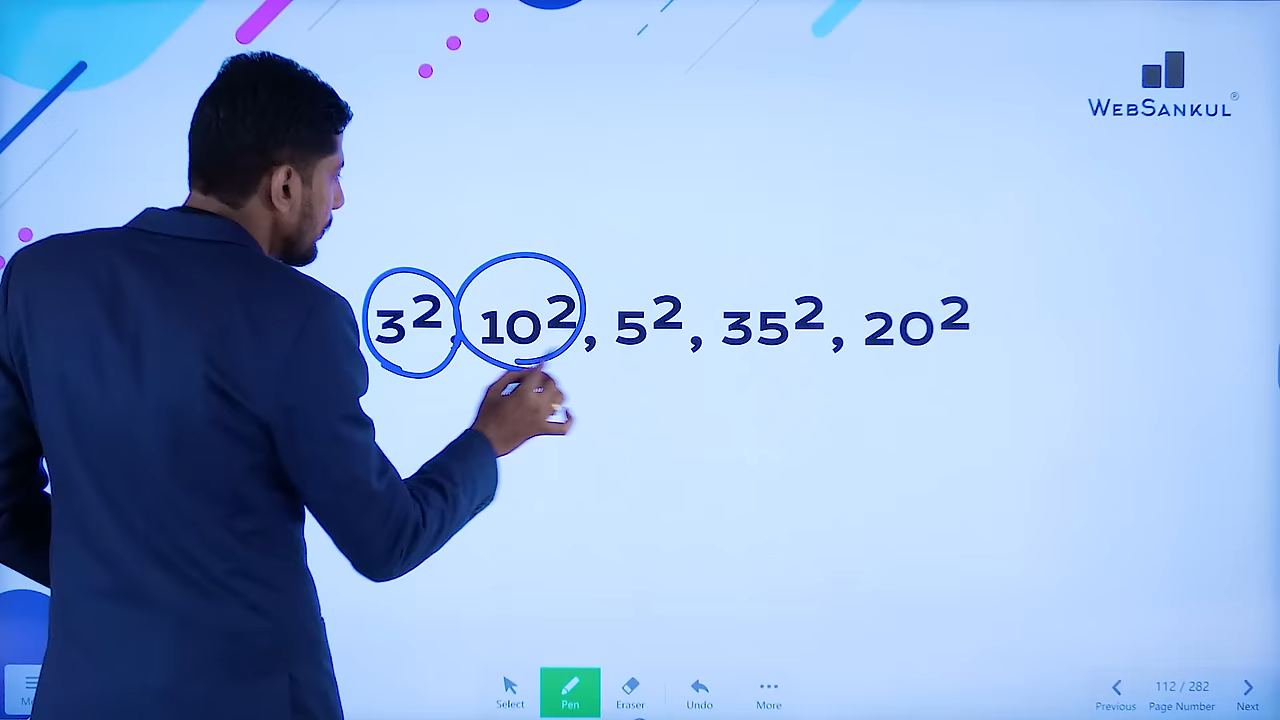 WEBSANKUL®
3², 10², 5², 35², 20²
Select Pen Eraser Undo More
112 / 282
Previous Page Number Next